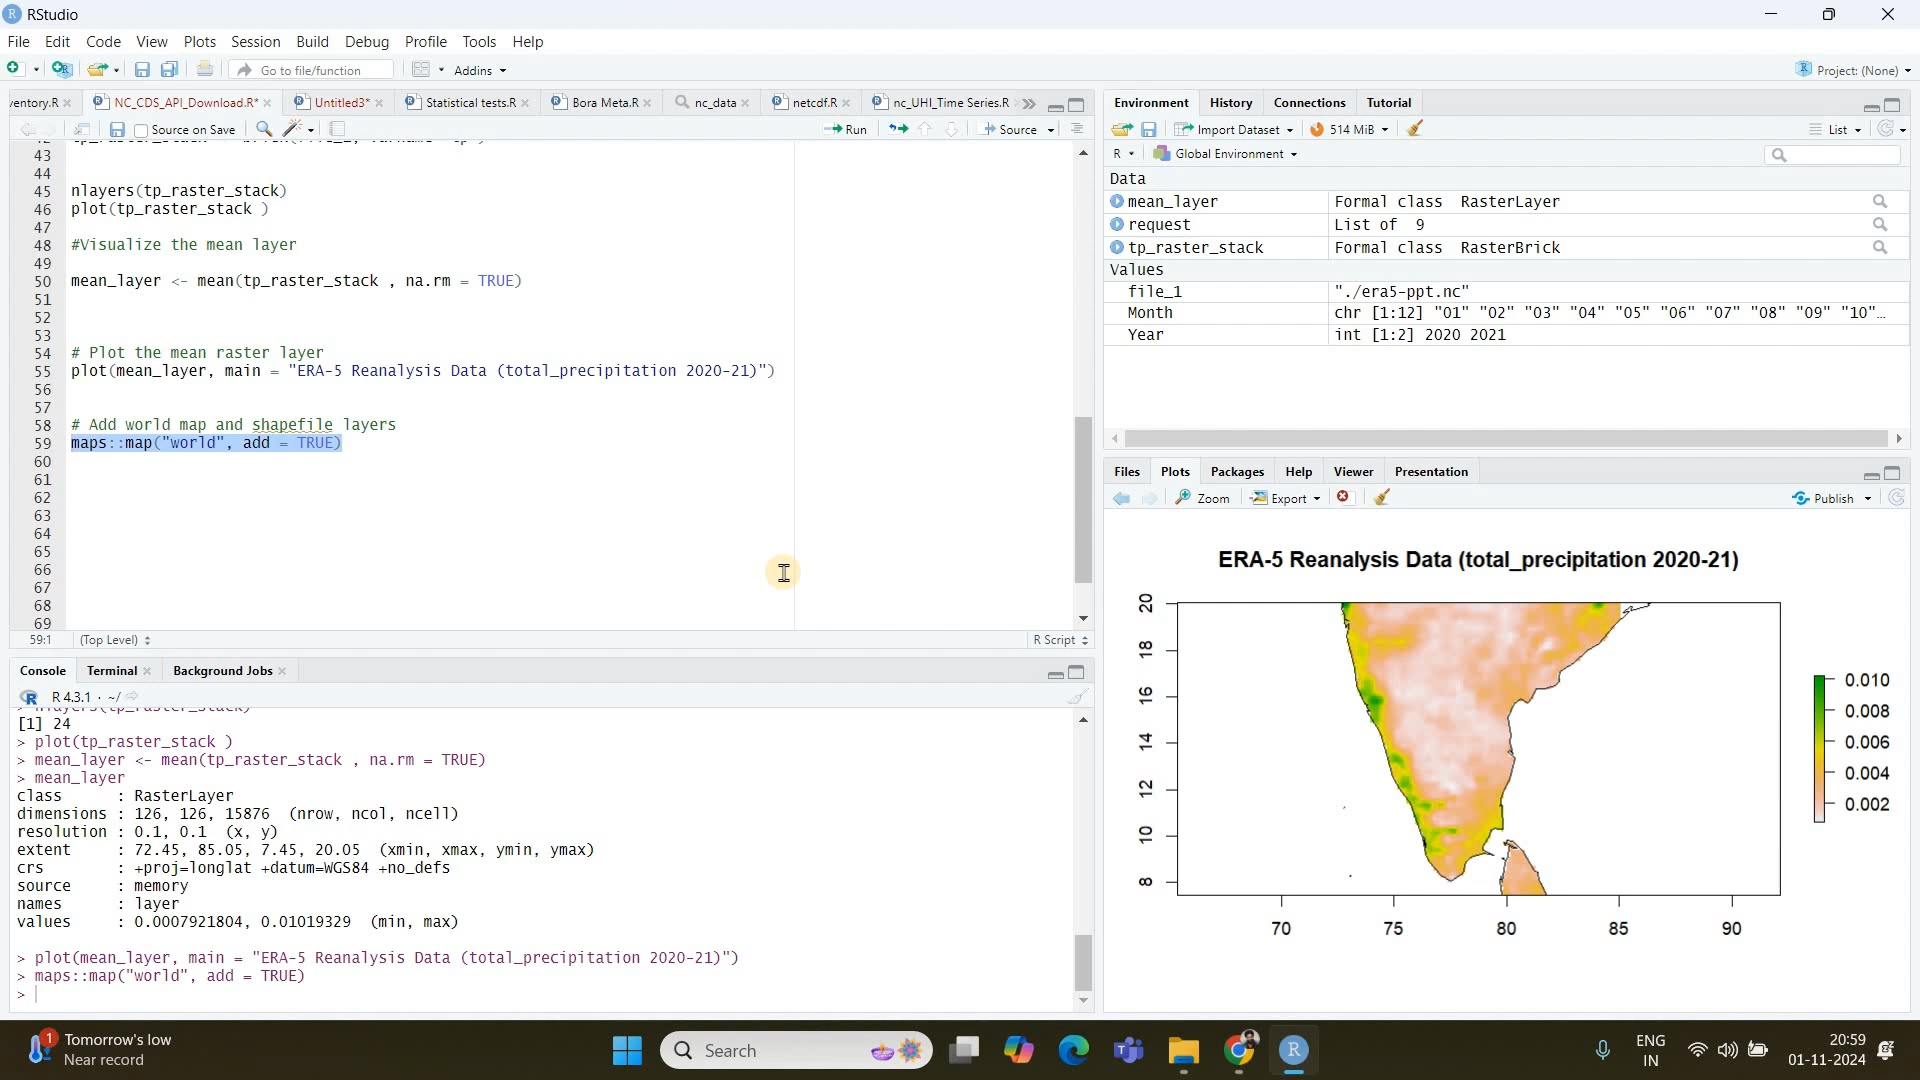 RStudio
File Edit Code View Plots Session Build Debug Profile Tools Help
Go to file/function
Addins
Project: (None)
ventory.R
NC_CDS_API_Download.R*
Untitled3*
Statistical tests.R
Bora Meta.R
nc_data
netcdf.R
nc_UHI_Time Series.R
Source on Save
Run
Source
43
44
45 nlayers(tp_raster_stack)
46 plot(tp_raster_stack )
47
48 #Visualize the mean layer
49
50 mean_layer <- mean(tp_raster_stack , na.rm = TRUE)
51
52
53
54 # Plot the mean raster layer
55 plot(mean_layer, main = "ERA-5 Reanalysis Data (total_precipitation 2020-21)")
56
57
58 # Add world map and shapefile layers
59 maps::map("world", add = TRUE)
60
61
62
63
64
65
66
67
68
69
59:1 (Top Level) R Script
Console Terminal Background Jobs
R 4.3.1 · ~/
[1] 24
> plot(tp_raster_stack )
> mean_layer <- mean(tp_raster_stack , na.rm = TRUE)
> mean_layer
class : RasterLayer
dimensions : 126, 126, 15876 (nrow, ncol, ncell)
resolution : 0.1, 0.1 (x, y)
extent : 72.45, 85.05, 7.45, 20.05 (xmin, xmax, ymin, ymax)
crs : +proj=longlat +datum=WGS84 +no_defs
source : memory
names : layer
values : 0.0007921804, 0.01019329 (min, max)
> plot(mean_layer, main = "ERA-5 Reanalysis Data (total_precipitation 2020-21)")
> maps::map("world", add = TRUE)
>
Environment History Connections Tutorial
Import Dataset 514 MiB List
R Global Environment
Data
mean_layer Formal class RasterLayer
request List of 9
tp_raster_stack Formal class RasterBrick
Values
file_1 "./era5-ppt.nc"
Month chr [1:12] "01" "02" "03" "04" "05" "06" "07" "08" "09" "10"…
Year int [1:2] 2020 2021
Files Plots Packages Help Viewer Presentation
Zoom Export Publish
ERA-5 Reanalysis Data (total_precipitation 2020-21)
20
18
16
14
12
10
8
70 75 80 85 90
0.010
0.008
0.006
0.004
0.002
1
Tomorrow's low
Near record
Search
ENG
IN
20:59
01-11-2024